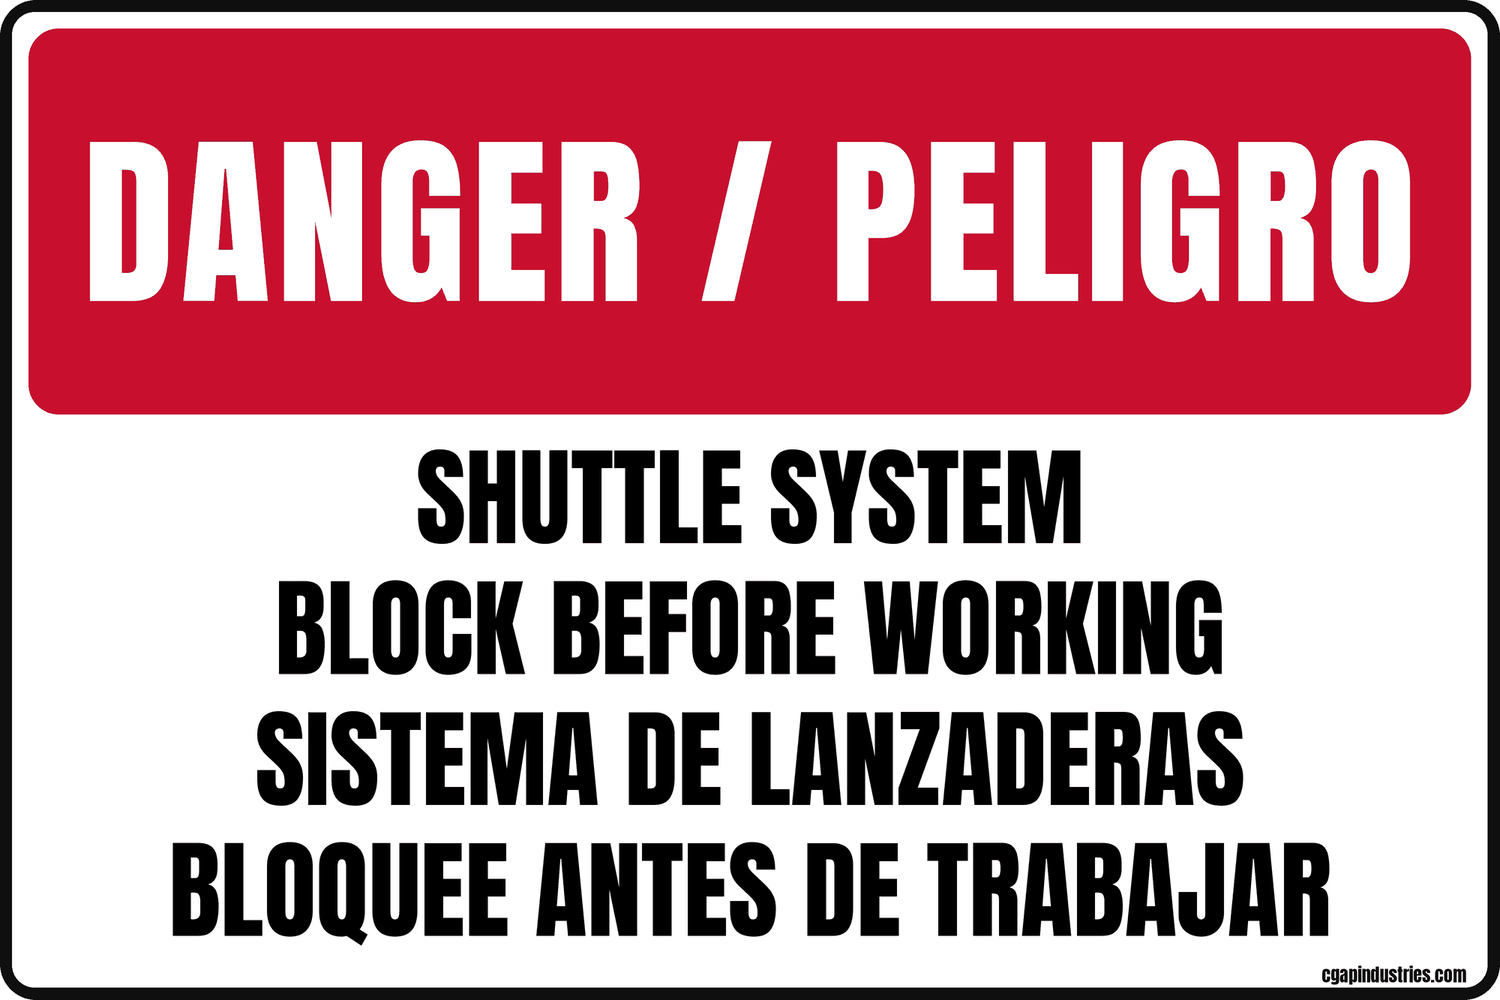 DANGER / PELIGRO
SHUTTLE SYSTEM
BLOCK BEFORE WORKING
SISTEMA DE LANZADERAS
BLOQUEE ANTES DE TRABAJAR
cgapindustries.com